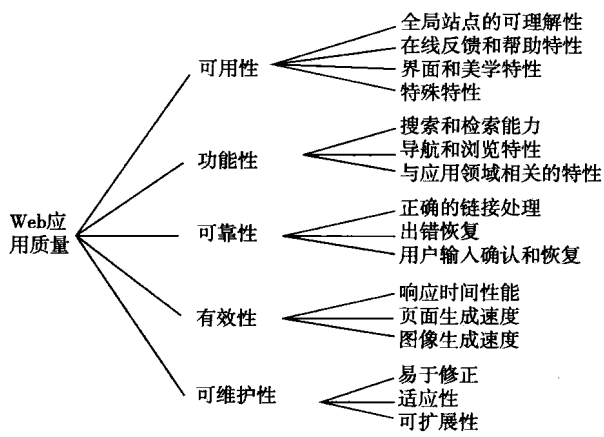 Web应
用质量
可用性
全局站点的可理解性
在线反馈和帮助特性
界面和美学特性
特殊特性
功能性
搜索和检索能力
导航和浏览特性
与应用领域相关的特性
可靠性
正确的链接处理
出错恢复
用户输入确认和恢复
有效性
响应时间性能
页面生成速度
图像生成速度
可维护性
易于修正
适应性
可扩展性